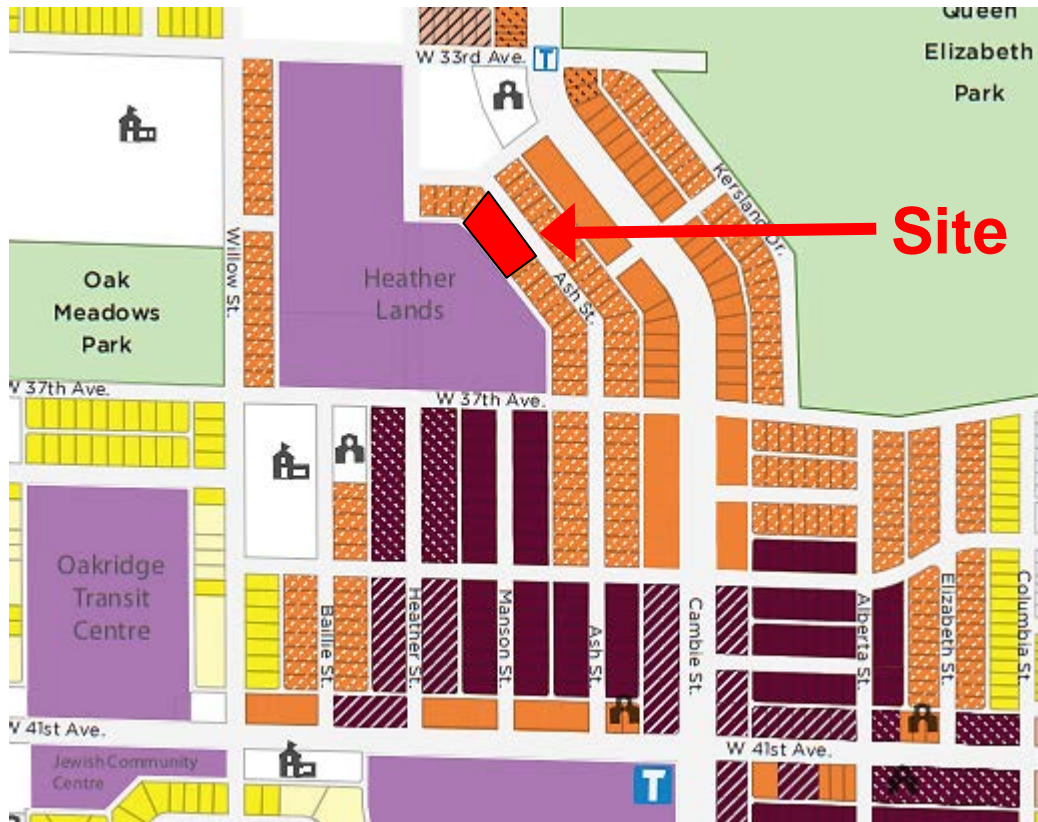 Queen
Elizabeth
Park
W 33rd Ave.
T
Kersland Dr.
Site
Willow St.
Oak
Meadows
Park
Heather
Lands
Ash St.
W 37th Ave.
W 37th Ave.
Oakridge
Transit
Centre
Baillie St.
Heather St.
Manson St.
Ash St.
Cambie St.
Alberta St.
Elizabeth St.
Columbia St.
W 41st Ave.
W 41st Ave.
Jewish Community
Centre
T